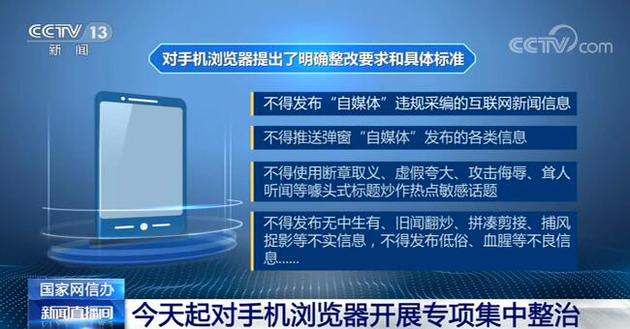 CCTV 13
新闻
CCTV.com
对手机浏览器提出了明确整改要求和具体标准
不得发布“自媒体”违规采编的互联网新闻信息
不得推送弹窗“自媒体”发布的各类信息
不得使用断章取义、虚假夸大、攻击侮辱、耸人
听闻等噱头式标题炒作热点敏感话题
不得发布无中生有、旧闻翻炒、拼凑剪接、捕风
捉影等不实信息，不得发布低俗、血腥等不良信
息……
国家网信办
新闻直播间
今天起对手机浏览器开展专项集中整治